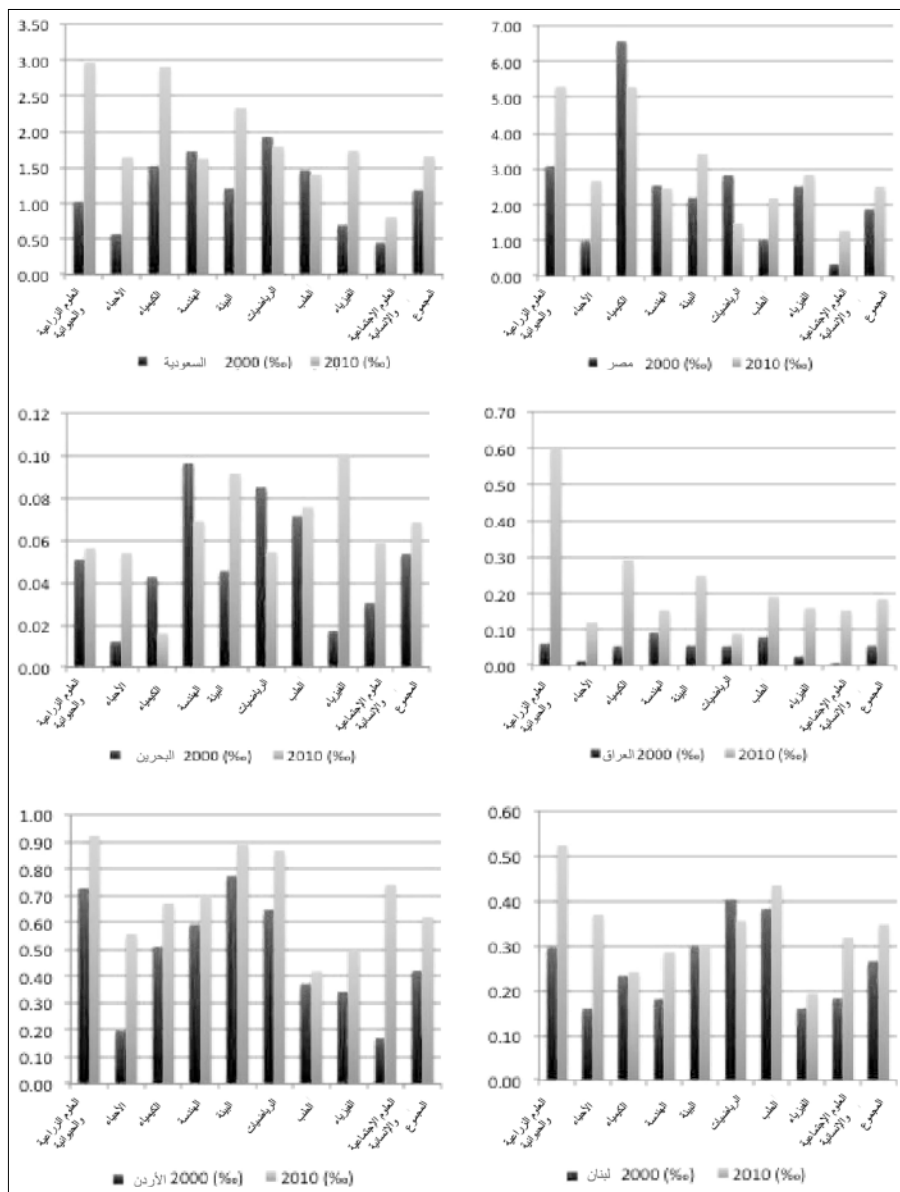 3.50
3.00
2.50
2.00
1.50
1.00
0.50
0.00
العلوم الزراعية
والحيوانية
الأحياء
الكيمياء
الهندسة
البيئة
الرياضيات
الطب
الفيزياء
العلوم الاجتماعية
والإنسانية
المجموع
السعودية 2000 (‰) 2010 (‰)
7.00
6.00
5.00
4.00
3.00
2.00
1.00
0.00
العلوم الزراعية
والحيوانية
الأحياء
الكيمياء
الهندسة
البيئة
الرياضيات
الطب
الفيزياء
العلوم الاجتماعية
والإنسانية
المجموع
مصر 2000 (‰) 2010 (‰)
0.12
0.10
0.08
0.06
0.04
0.02
0.00
العلوم الزراعية
والحيوانية
الأحياء
الكيمياء
الهندسة
البيئة
الرياضيات
الطب
الفيزياء
العلوم الاجتماعية
والإنسانية
المجموع
البحرين 2000 (‰) 2010 (‰)
0.70
0.60
0.50
0.40
0.30
0.20
0.10
0.00
العلوم الزراعية
والحيوانية
الأحياء
الكيمياء
الهندسة
البيئة
الرياضيات
الطب
الفيزياء
العلوم الاجتماعية
والإنسانية
المجموع
العراق 2000 (‰) 2010 (‰)
1.00
0.90
0.80
0.70
0.60
0.50
0.40
0.30
0.20
0.10
0.00
العلوم الزراعية
والحيوانية
الأحياء
الكيمياء
الهندسة
البيئة
الرياضيات
الطب
الفيزياء
العلوم الاجتماعية
والإنسانية
المجموع
الأردن 2000 (‰) 2010 (‰)
0.60
0.50
0.40
0.30
0.20
0.10
0.00
العلوم الزراعية
والحيوانية
الأحياء
الكيمياء
الهندسة
البيئة
الرياضيات
الطب
الفيزياء
العلوم الاجتماعية
والإنسانية
المجموع
لبنان 2000 (‰) 2010 (‰)